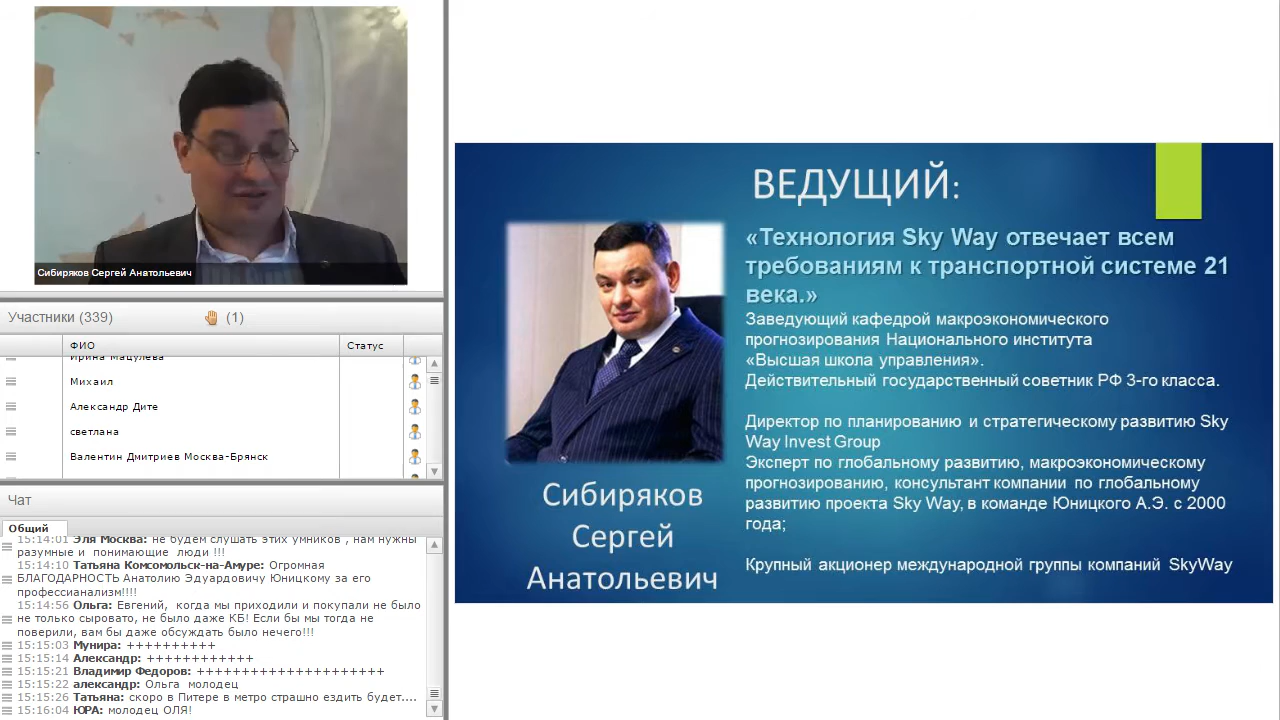 Сибиряков Сергей Анатольевич
Участники (339)
(1)
ФИО
Статус
Ирина Мацулева
Михаил
Александр Дите
светлана
Валентин Дмитриев Москва-Брянск
Чат
Общий
15:14:01 Эля Москва: не будем слушать этих умников , нам нужны
разумные и понимающие люди !!!
15:14:10 Татьяна Комсомольск-на-Амуре: Огромная
БЛАГОДАРНОСТЬ Анатолию Эдуардовичу Юницкому за его
профессианализм!!!!
15:14:56 Ольга: Евгений, когда мы приходили и покупали не было
не только сыровато, не было даже КБ! Если бы мы тогда не
поверили, вам бы даже обсуждать было нечего!!!
15:15:03 Мунира: ++++++++++
15:15:14 Александр: ++++++++++++
15:15:21 Владимир Федоров: +++++++++++++++++++++
15:15:22 александр: Ольга молодец
15:15:26 Татьяна: скоро в Питере в метро страшно ездить будет....
15:16:04 ЮРА: молодец ОЛЯ!
ВЕДУЩИЙ:
«Технология Sky Way отвечает всем
требованиям к транспортной системе 21
века.»
Заведующий кафедрой макроэкономического
прогнозирования Национального института
«Высшая школа управления».
Действительный государственный советник РФ 3-го класса.
Директор по планированию и стратегическому развитию Sky
Way Invest Group
Эксперт по глобальному развитию, макроэкономическому
прогнозированию, консультант компании по глобальному
развитию проекта Sky Way, в команде Юницкого А.Э. с 2000
года;
Крупный акционер международной группы компаний SkyWay
Сибиряков
Сергей
Анатольевич